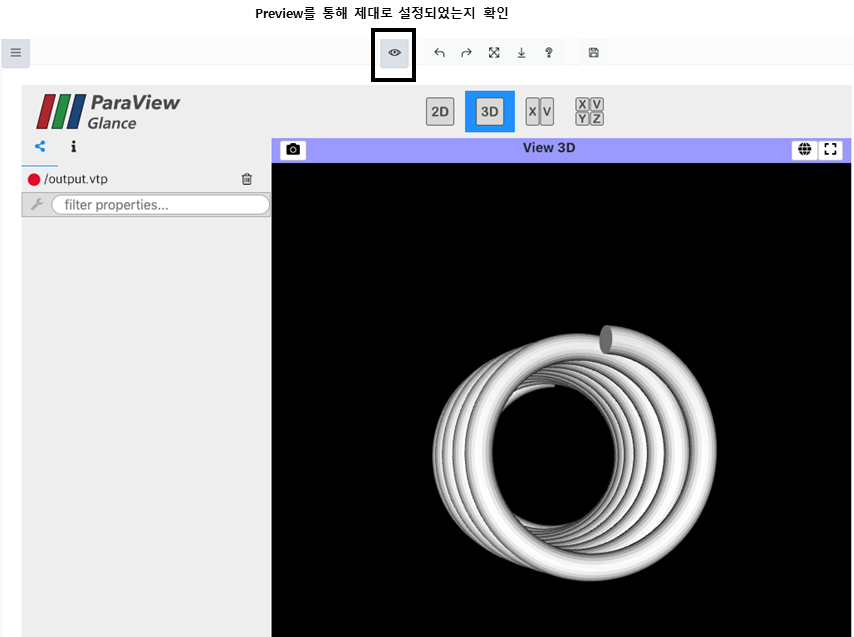 Preview를 통해 제대로 설정되었는지 확인
ParaView
Glance
2D
3D
X V
X V
Y Z
i
View 3D
/output.vtp
filter properties...